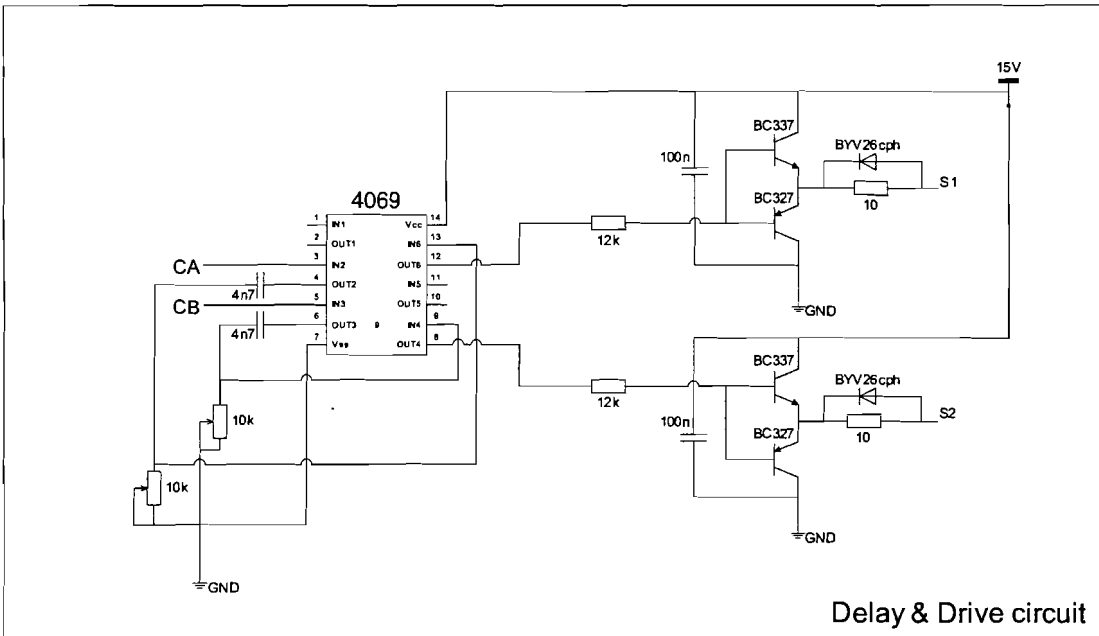 15V
BC337
BYV26cph
100n
S1
BC327
10
4069
1 IN1 Vcc 14
2 OUT1 IN6 13
12k
CA 3 IN2 OUT6 12
4 OUT2 IN5 11
4n7
CB 5 IN3 OUT5 10
GND
6 OUT3 9 IN4 9
4n7
7 Vss OUT4 8
BC337
BYV26cph
12k
10k
100n
S2
BC327
10
10k
GND
GND
Delay & Drive circuit